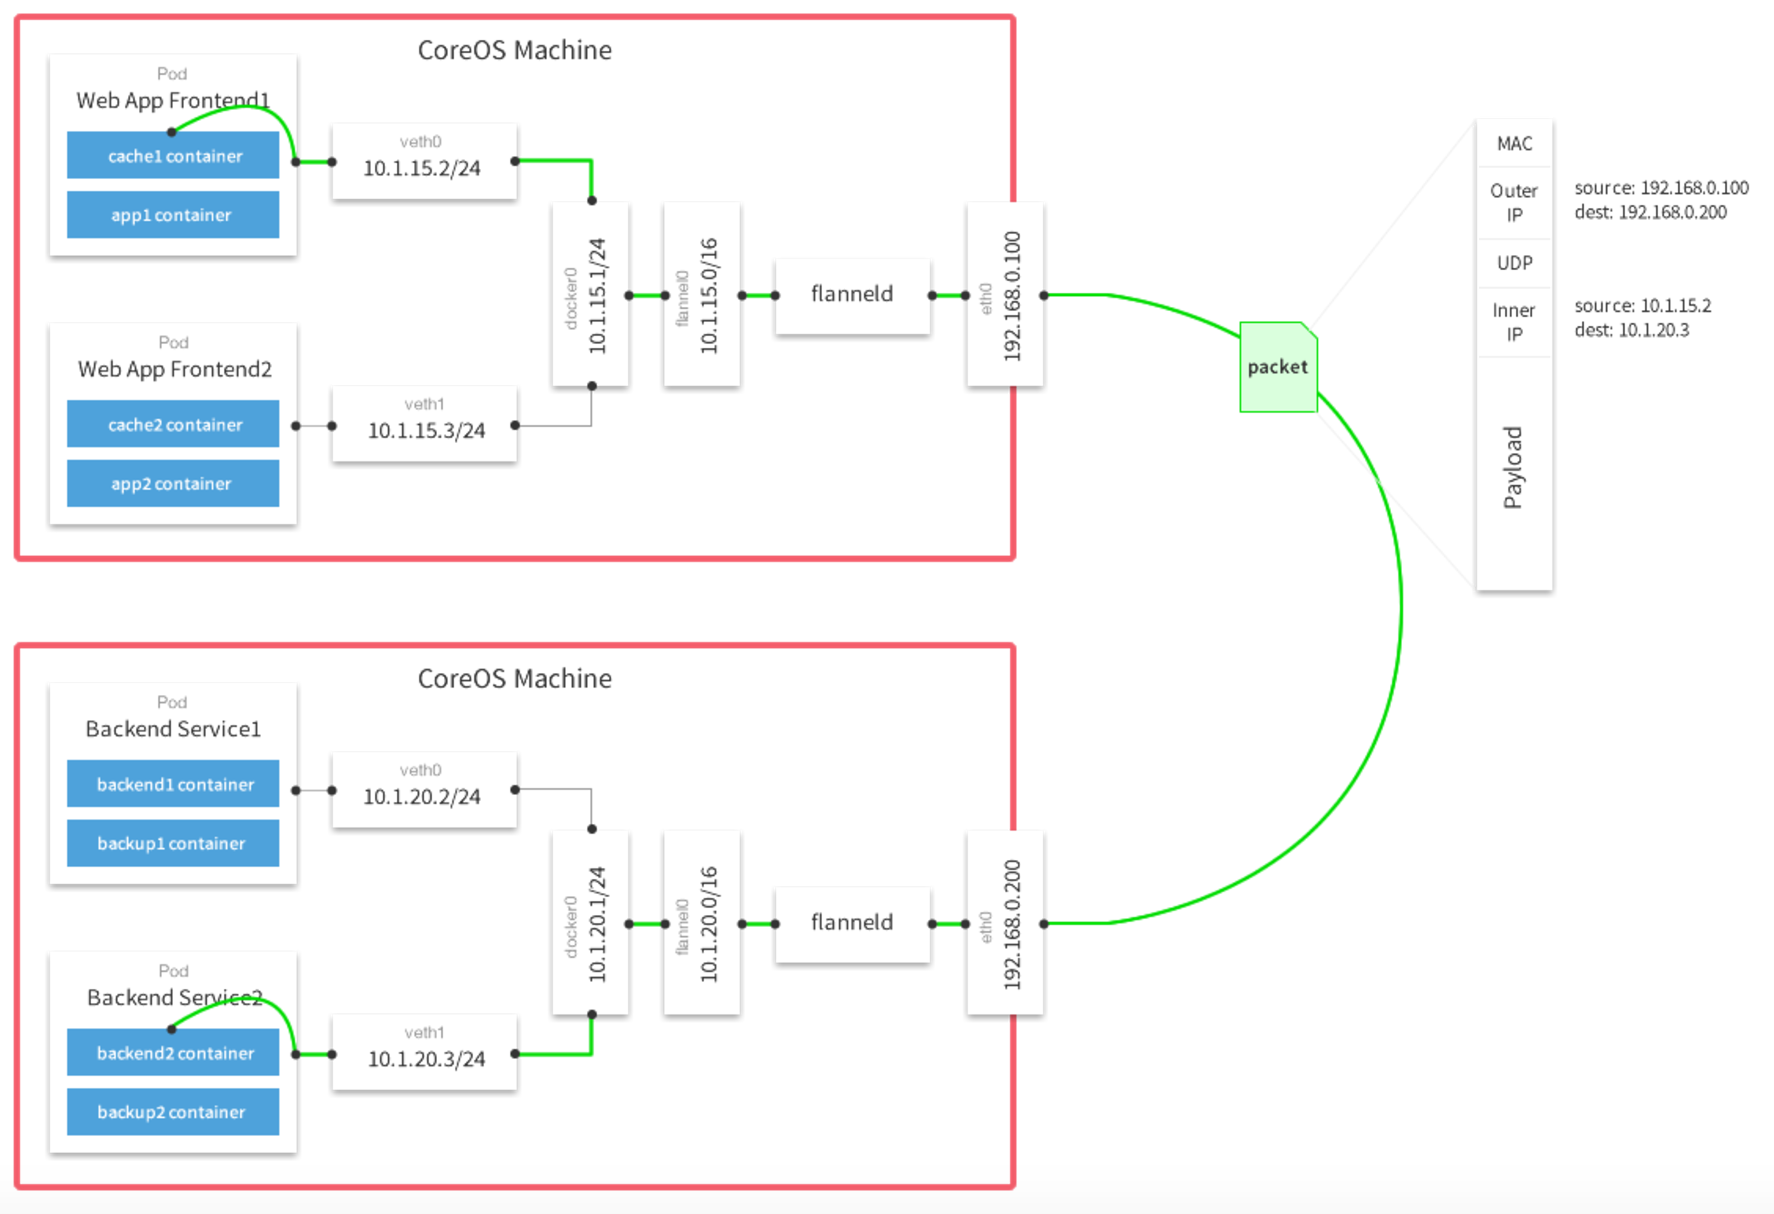 CoreOS Machine
Pod
Web App Frontend1
cache1 container
app1 container
veth0
10.1.15.2/24
Pod
Web App Frontend2
cache2 container
app2 container
veth1
10.1.15.3/24
docker0
10.1.15.1/24
flannel0
10.1.15.0/16
flanneld
eth0
192.168.0.100
packet
MAC
Outer
IP
source: 192.168.0.100
dest: 192.168.0.200
UDP
Inner
IP
source: 10.1.15.2
dest: 10.1.20.3
Payload
CoreOS Machine
Pod
Backend Service1
backend1 container
backup1 container
veth0
10.1.20.2/24
Pod
Backend Service2
backend2 container
backup2 container
veth1
10.1.20.3/24
docker0
10.1.20.1/24
flannel0
10.1.20.0/16
flanneld
eth0
192.168.0.200